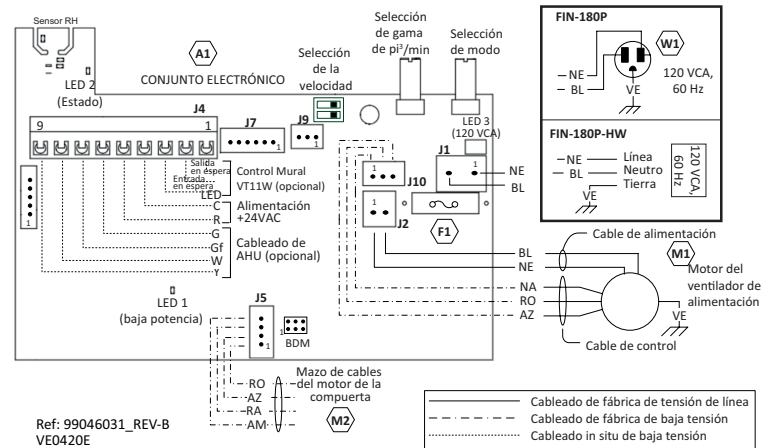 Sensor RH
A1
CONJUNTO ELECTRÓNICO
LED 2
(Estado)
Selección
de la
velocidad
Selección
de gama
de pi³/min
Selección
de modo
LED 3
(120 VCA)
J4
9
1
J7
1
J9
1
J1
1
NE
BL
1
J10
J2
1
F1
Salida
en espera
Entrada
en espera
LED
Control Mural
VT11W (opcional)
C
R
Alimentación
+24VAC
G
Gf
W
Y
Cableado de
AHU (opcional)
1
LED 1
(baja potencia)
J5
1
1
BDM
RO
AZ
RA
AM
Mazo de cables
del motor de la
compuerta
M2
BL
NE
NA
RO
AZ
Cable de alimentación
M1
Motor del
ventilador de
alimentación
VE
Cable de control
FIN-180P
NE
BL
VE
W1
120 VCA,
60 Hz
FIN-180P-HW
NE
Línea
BL
Neutro
Tierra
VE
120 VCA,
60 Hz
Ref: 99046031_REV-B
VE0420E
Cableado de fábrica de tensión de línea
Cableado de fábrica de baja tensión
Cableado in situ de baja tensión